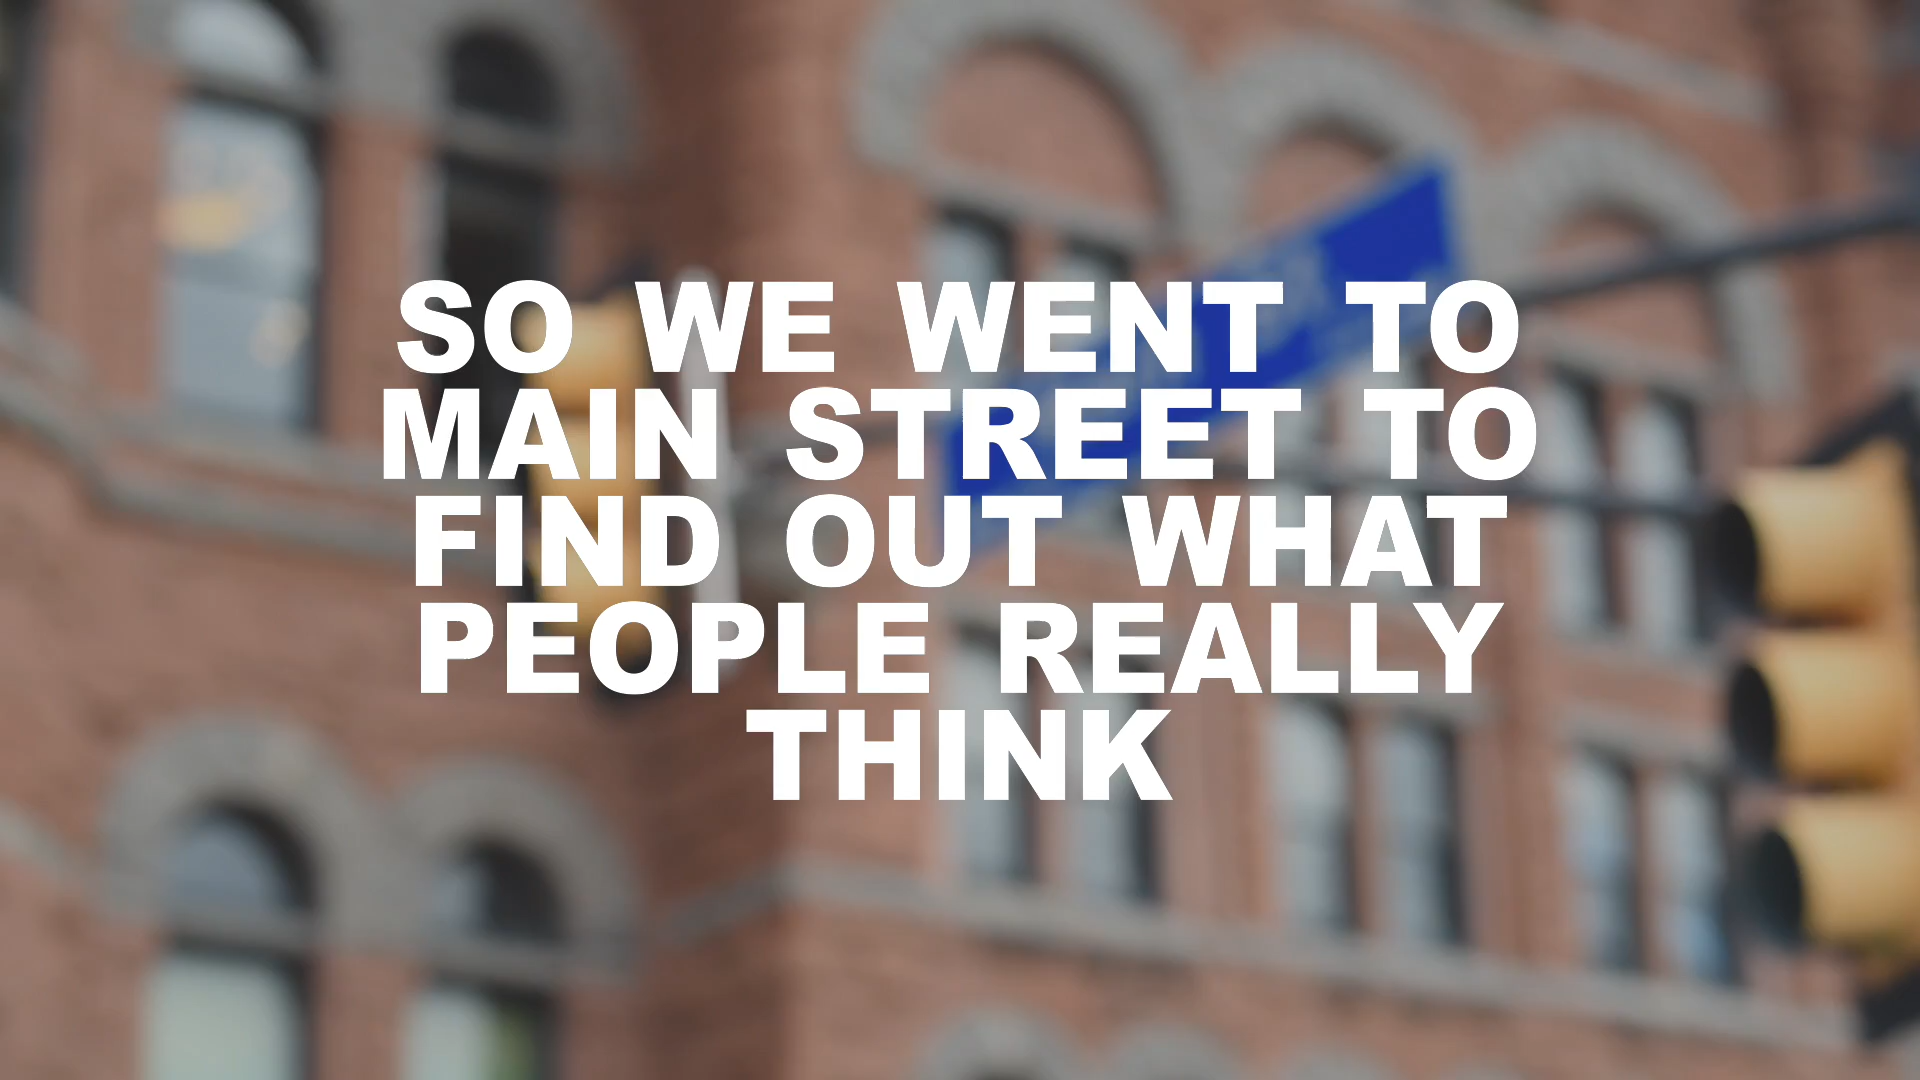 SO WE WENT TO
MAIN STREET TO
FIND OUT WHAT
PEOPLE REALLY
THINK